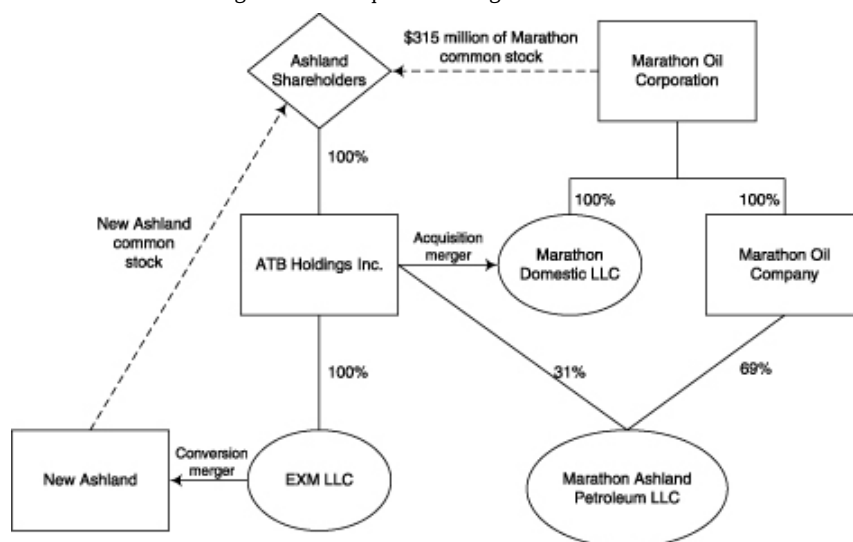 $315 million of Marathon
common stock
Ashland
Shareholders
Marathon Oil
Corporation
100%
New Ashland
common
stock
100%
100%
ATB Holdings Inc.
Acquisition
merger
Marathon
Domestic LLC
Marathon Oil
Company
100%
31%
69%
New Ashland
Conversion
merger
EXM LLC
Marathon Ashland
Petroleum LLC